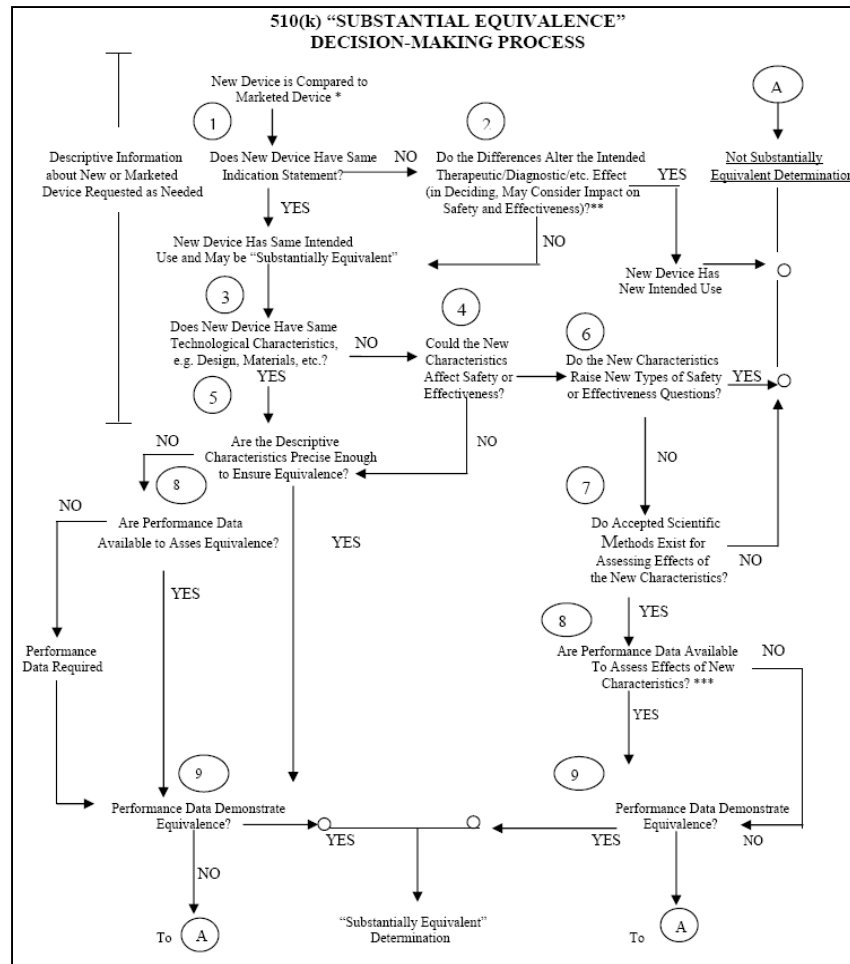 510(k) “SUBSTANTIAL EQUIVALENCE”
DECISION-MAKING PROCESS
New Device is Compared to
Marketed Device *
A
1
2
Descriptive Information
about New or Marketed
Device Requested as Needed
Does New Device Have Same
Indication Statement?
NO
Do the Differences Alter the Intended
Therapeutic/Diagnostic/etc. Effect
(in Deciding, May Consider Impact on
Safety and Effectiveness)?**
YES
Not Substantially
Equivalent Determination
YES
NO
New Device Has Same Intended
Use and May be “Substantially Equivalent”
New Device Has
New Intended Use
3
4
6
Does New Device Have Same
Technological Characteristics,
e.g. Design, Materials, etc.?
NO
Could the New
Characteristics
Affect Safety or
Effectiveness?
Do the New Characteristics
Raise New Types of Safety
or Effectiveness Questions?
YES
YES
5
NO
Are the Descriptive
Characteristics Precise Enough
to Ensure Equivalence?
NO
NO
8
7
NO
Are Performance Data
Available to Asses Equivalence?
YES
Do Accepted Scientific
Methods Exist for
Assessing Effects of
the New Characteristics?
NO
YES
YES
8
Performance
Data Required
Are Performance Data Available
To Assess Effects of New
Characteristics? ***
NO
YES
9
9
Performance Data Demonstrate
Equivalence?
YES
YES
Performance Data Demonstrate
Equivalence?
NO
NO
To
A
“Substantially Equivalent”
Determination
To
A